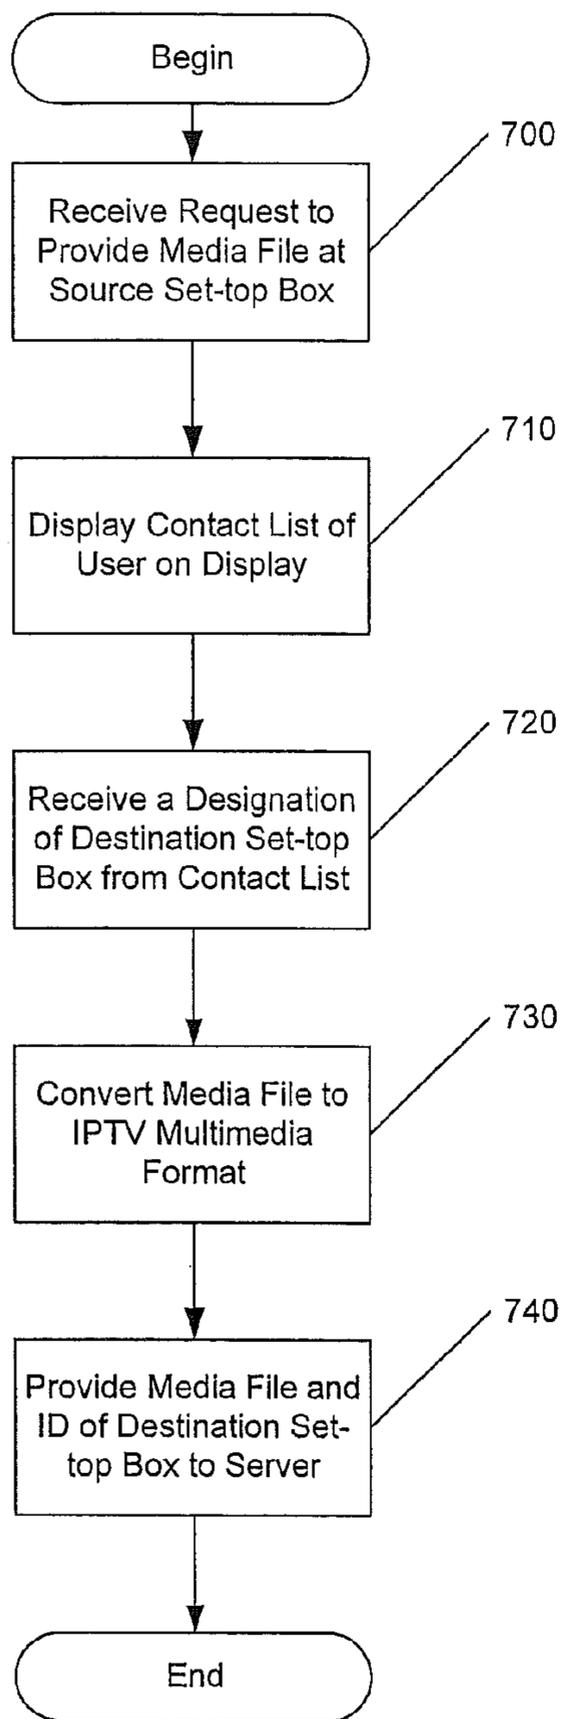 Begin
700
Receive Request to
Provide Media File at
Source Set-top Box
710
Display Contact List of
User on Display
720
Receive a Designation
of Destination Set-top
Box from Contact List
730
Convert Media File to
IPTV Multimedia
Format
740
Provide Media File and
ID of Destination Set-
top Box to Server
End